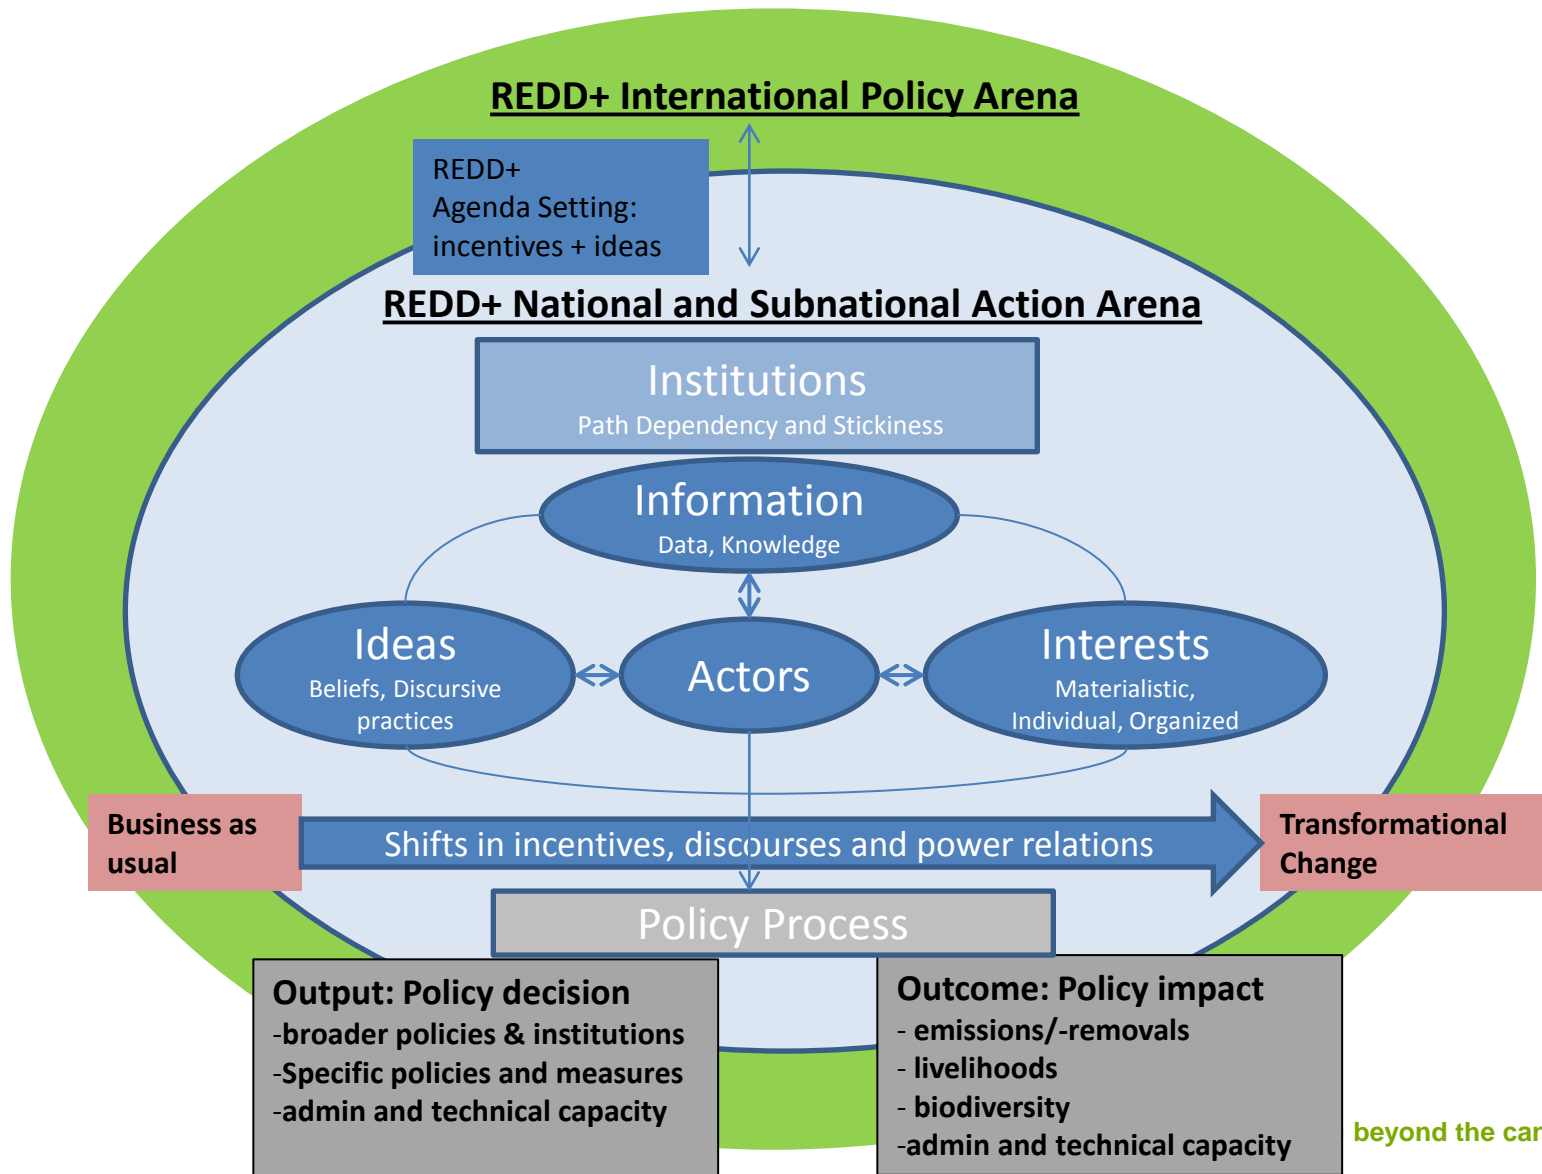 REDD+ International Policy Arena
REDD+
Agenda Setting:
incentives + ideas
REDD+ National and Subnational Action Arena
Institutions
Path Dependency and Stickiness
Information
Data, Knowledge
Ideas
Beliefs, Discursive
practices
Actors
Interests
Materialistic,
Individual, Organized
Business as
usual
Shifts in incentives, discourses and power relations
Transformational
Change
Policy Process
Output: Policy decision
-broader policies & institutions
-Specific policies and measures
-admin and technical capacity
Outcome: Policy impact
- emissions/-removals
- livelihoods
- biodiversity
-admin and technical capacity
beyond the car